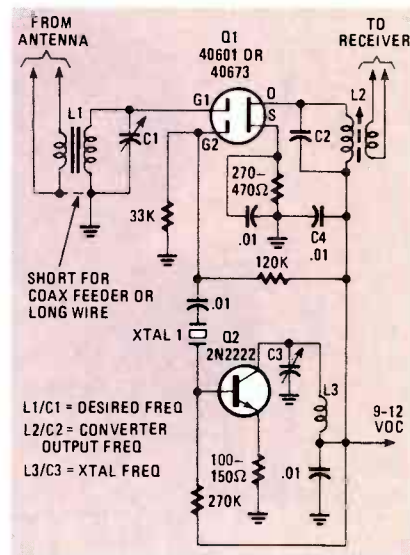 FROM
ANTENNA
TO
RECEIVER
Q1
40601 OR
40673
L1
G1
O
L2
S
G2
C1
C2
270–
470Ω
33K
.01
C4
.01
SHORT FOR
COAX FEEDER OR
LONG WIRE
120K
.01
XTAL 1
Q2
2N2222
C3
L3
L1/C1 = DESIRED FREQ
L2/C2 = CONVERTER
OUTPUT FREQ
L3/C3 = XTAL FREQ
9-12
VOC
100–
150Ω
.01
270K